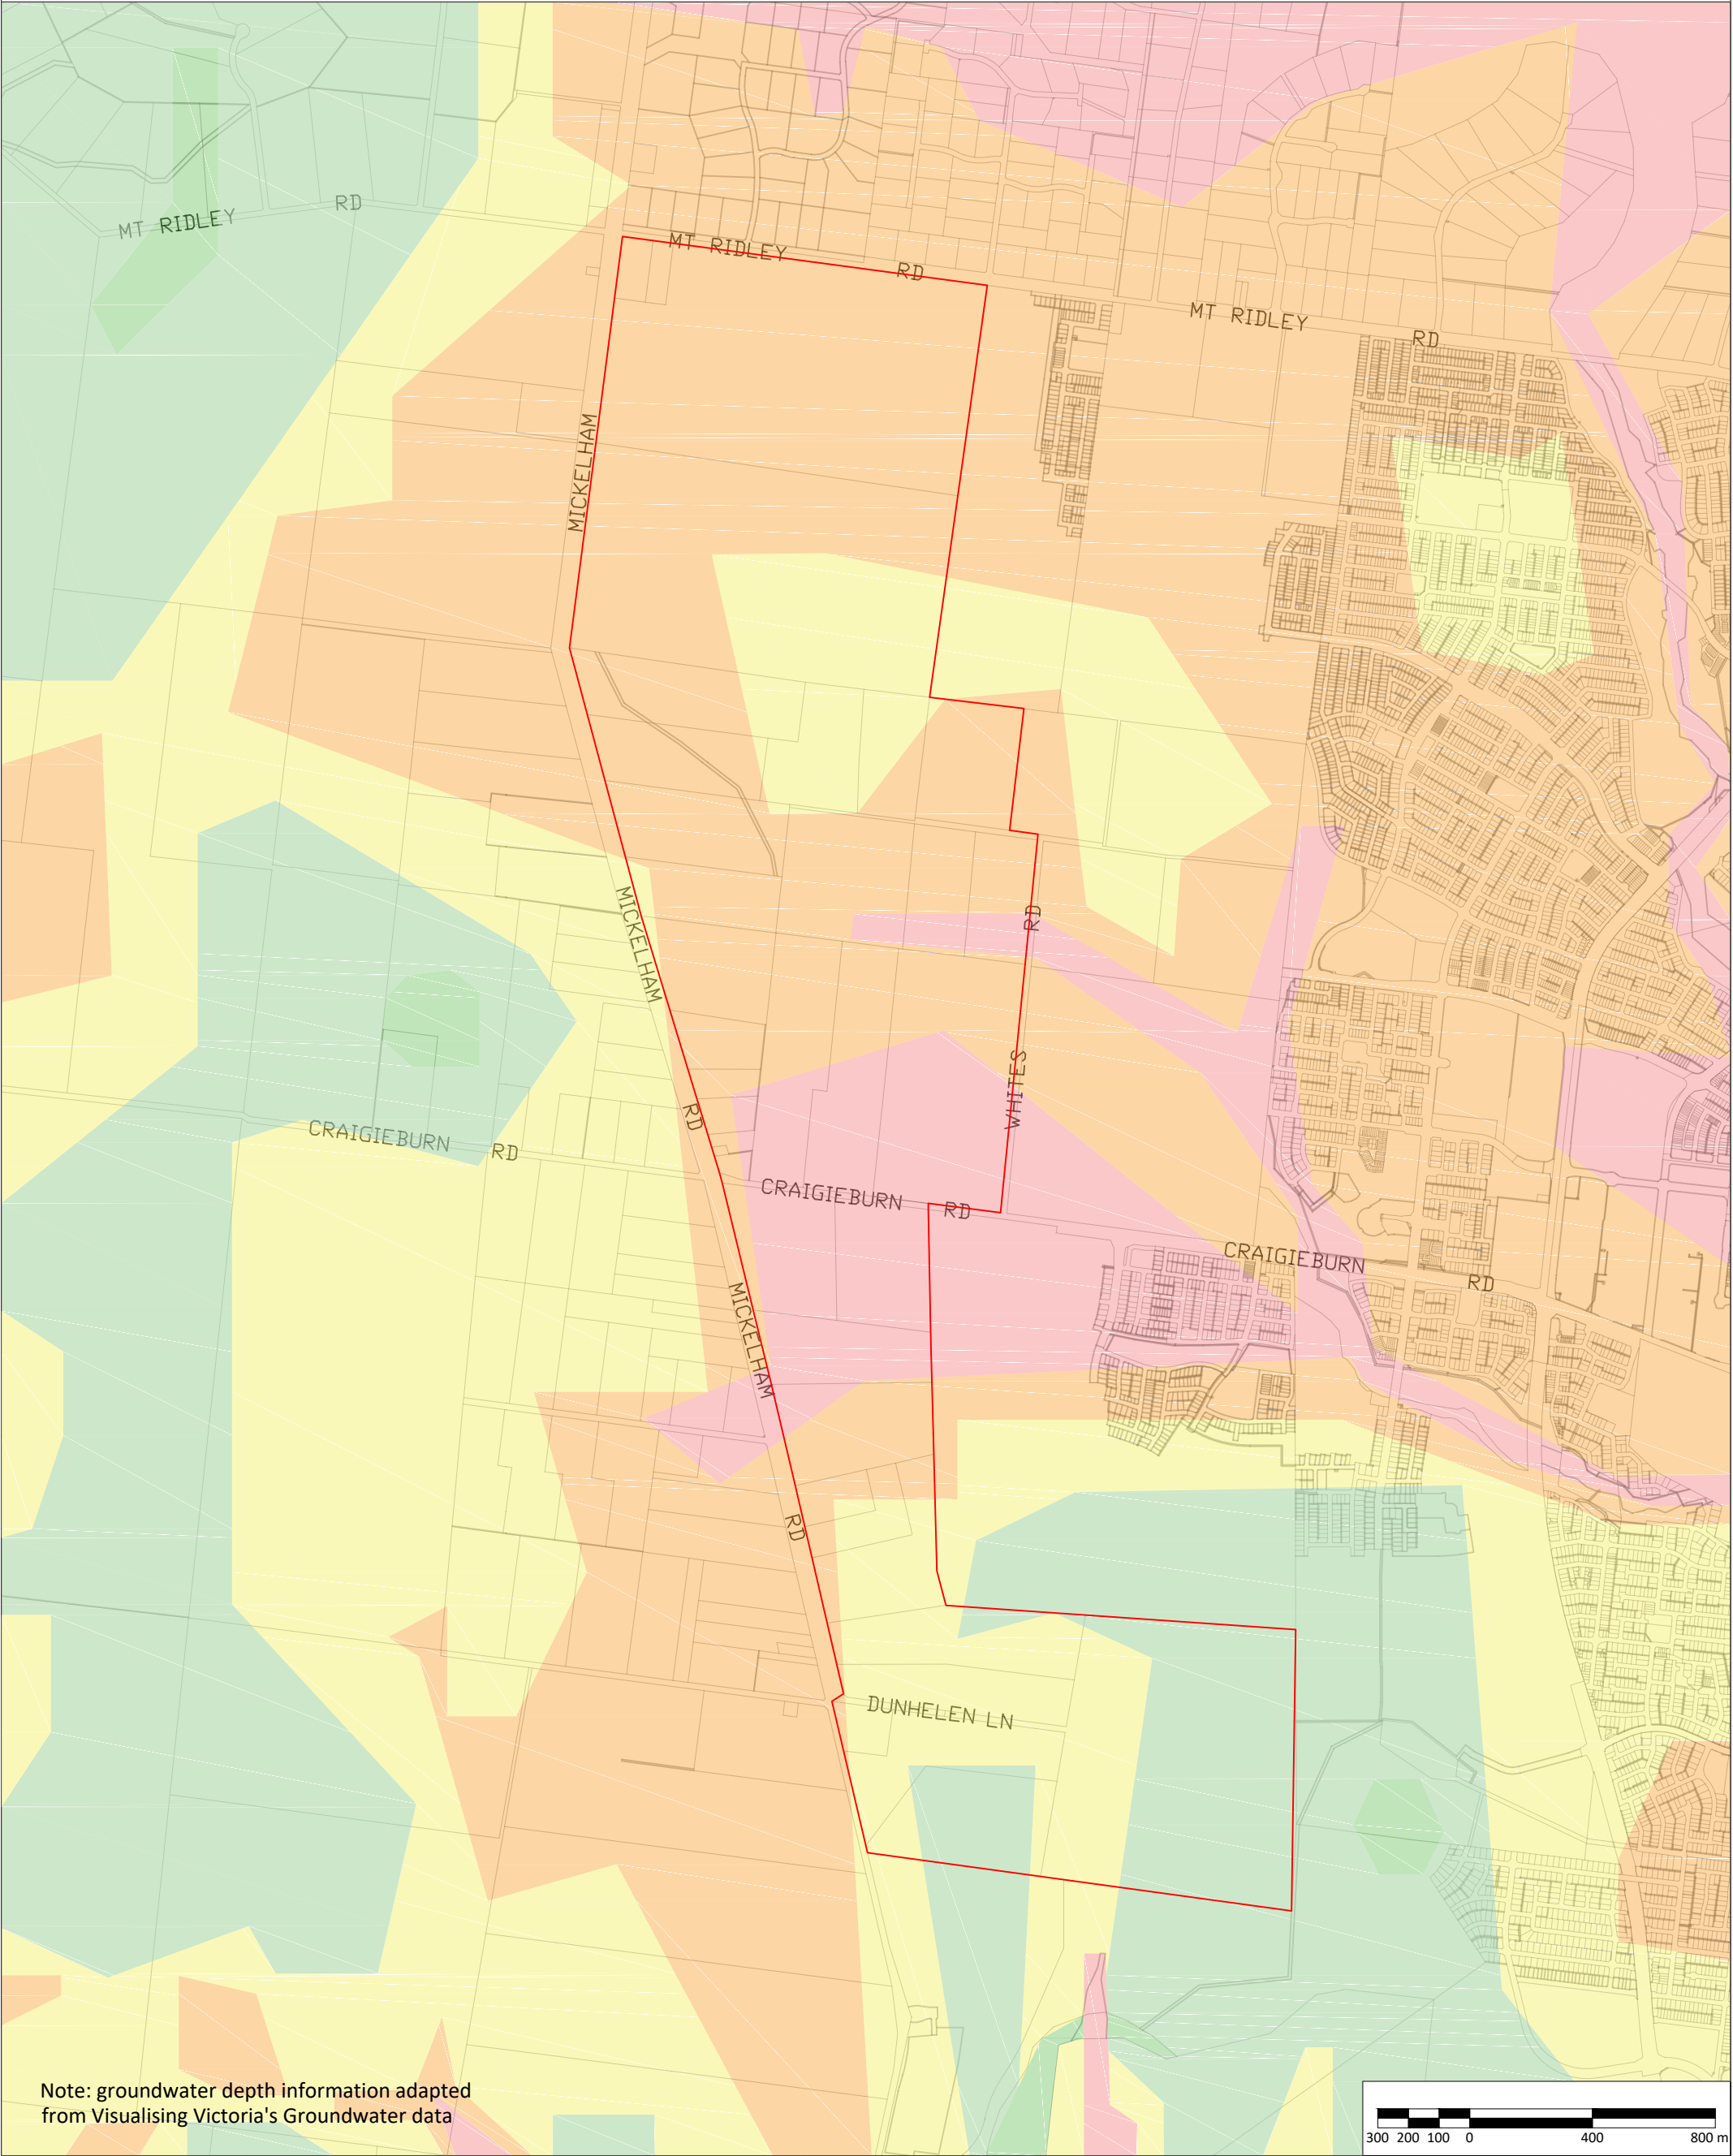 MT RIDLEY RD
MT RIDLEY RD
MT RIDLEY RD
MICKELHAM
MICKELHAM RD
WHITES RD
CRAIGIEBURN RD
CRAIGIEBURN RD
CRAIGIEBURN RD
MICKELHAM RD
DUNHELEN LN
Note: groundwater depth information adapted
from Visualising Victoria's Groundwater data
300 200 100 0 400 800 m